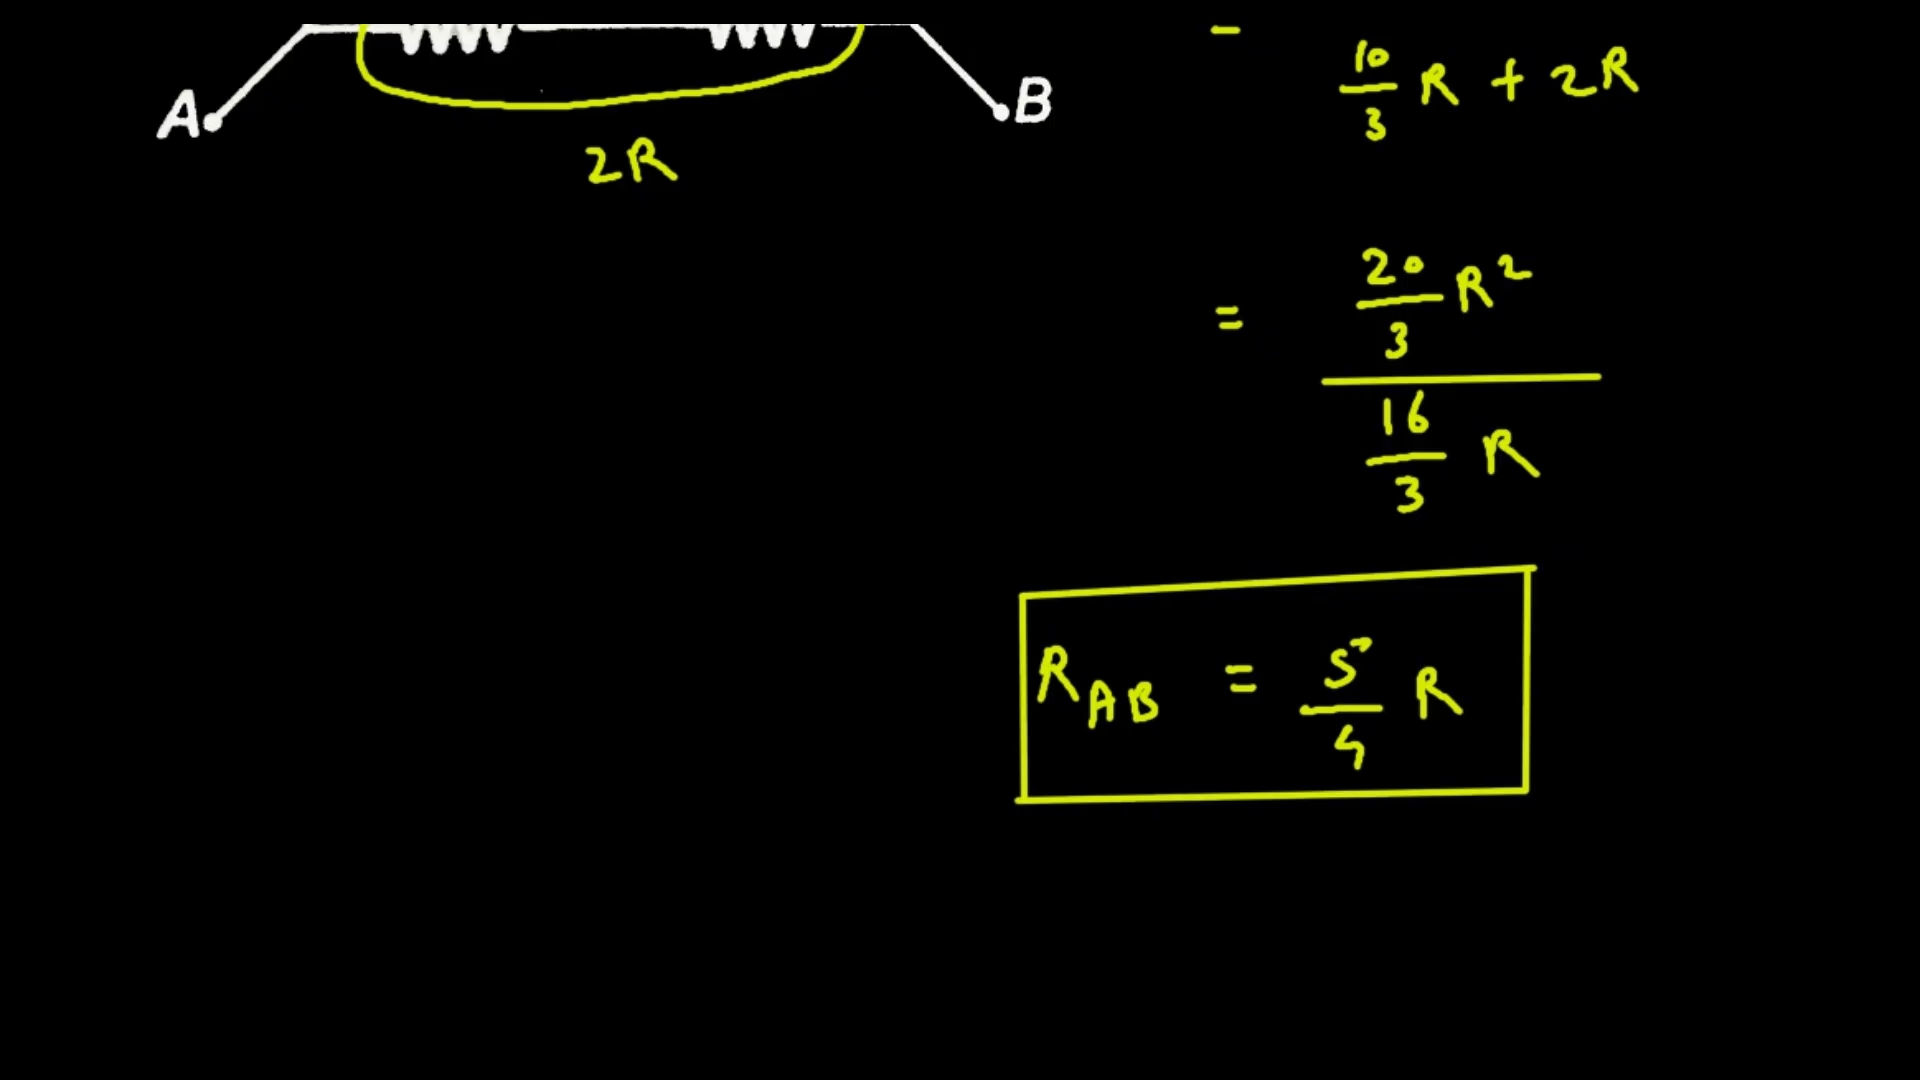 A
B
2R
10/3 R + 2R
= 20/3 R² / 16/3 R
R_AB = 5/4 R